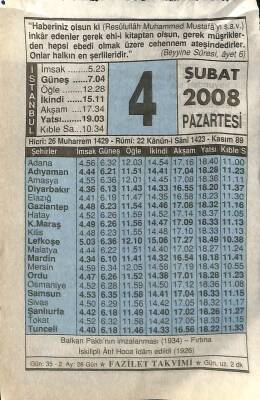 "Haberiniz olsun ki (Resûlullah Muhammed Mustafa'yı s.a.v.)
inkâr edenler gerek ehl-i kitaptan olsun, gerek müşrikler-
den hepsi ebedî olmak üzere cehennem ateşindedirler.
Onlar halkın en şerlileridir."
(Beyyine Sûresi, âyet 6)
İSTANBUL
İmsak ........5.23
Güneş ......7.04
Öğle ........12.28
İkindi ......15.11
Akşam .....17.34
Yatsı........19.03
Kıble Sa...10.34
4
ŞUBAT
2008
PAZARTESİ
Hicrî: 26 Muharrem 1429 - Rûmî: 22 Kânûn-i Sâni 1423 - Kasım 89
Şehirler İmsak Güneş Öğle İkindi Akşam Yatsı Kıble S
Adana 4.56 6.32 12.03 14.54 17.16 18.40 11.00
Adıyaman 4.44 6.21 11.51 14.41 17.04 18.28 11.23
Amasya 4.55 6.36 12.01 14.45 17.08 18.36 11.11
Diyarbakır 4.36 6.13 11.43 14.33 16.55 18.20 11.37
Elazığ 4.41 6.19 11.47 14.35 16.58 18.23 11.30
Gaziantep 4.48 6.23 11.54 14.46 17.08 18.32 11.16
Hatay 4.52 6.26 11.59 14.52 17.14 18.37 11.05
K.Maraş 4.49 6.26 11.56 14.47 17.09 18.33 11.13
Kilis 4.48 6.23 11.55 14.48 17.10 18.33 11.13
Lefkoşe 5.03 6.36 12.10 15.06 17.27 18.49 10.38
Malatya 4.44 6.22 11.51 14.40 17.02 18.27 11.24
Mardin 4.34 6.10 11.41 14.32 16.54 18.18 11.41
Mersin 4.59 6.34 12.05 14.58 17.19 18.43 10.55
Ordu 4.47 6.26 11.52 14.38 17.01 18.28 11.23
Osmaniye 4.52 6.28 11.59 14.50 17.12 18.36 11.08
Samsun 4.53 6.35 11.58 14.41 17.04 18.33 11.17
Sivas 4.50 6.29 11.56 14.42 17.05 18.32 11.17
Şanlıurfa 4.42 6.18 11.49 14.40 17.02 18.26 11.27
Tokat 4.52 6.32 11.58 14.43 17.06 18.33 11.15
Tunceli 4.40 6.18 11.46 14.33 16.56 18.22 11.33
Balkan Paktı'nın imzalanması (1934) – Fırtına
İskilipli Âtıf Hoca îdâm edildi (1926)
Gün: 35 - 2. Ay: 29 Gün ★ FAZİLET TAKVİMİ ★ Gün. uz. 2 dk